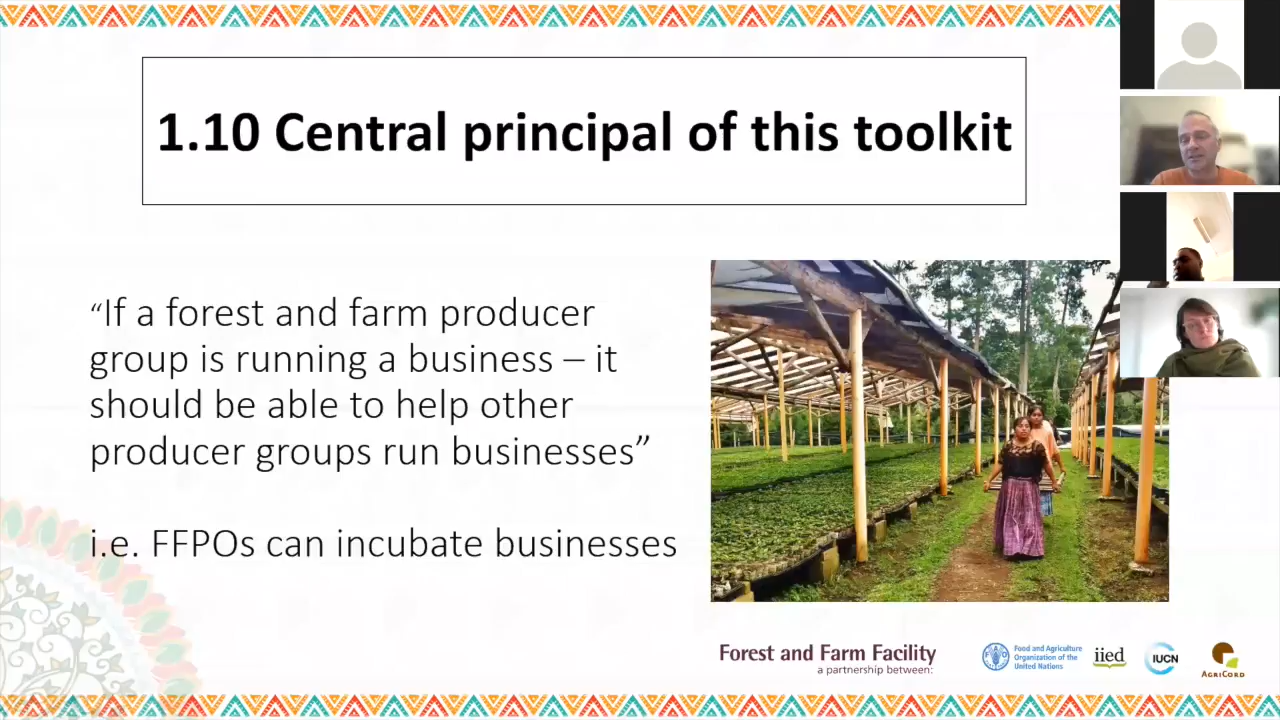 1.10 Central principal of this toolkit
“If a forest and farm producer
group is running a business – it
should be able to help other
producer groups run businesses”
i.e. FFPOs can incubate businesses
Forest and Farm Facility
a partnership between:
Food and Agriculture
Organization of the
United Nations
iied
IUCN
AGRICORD